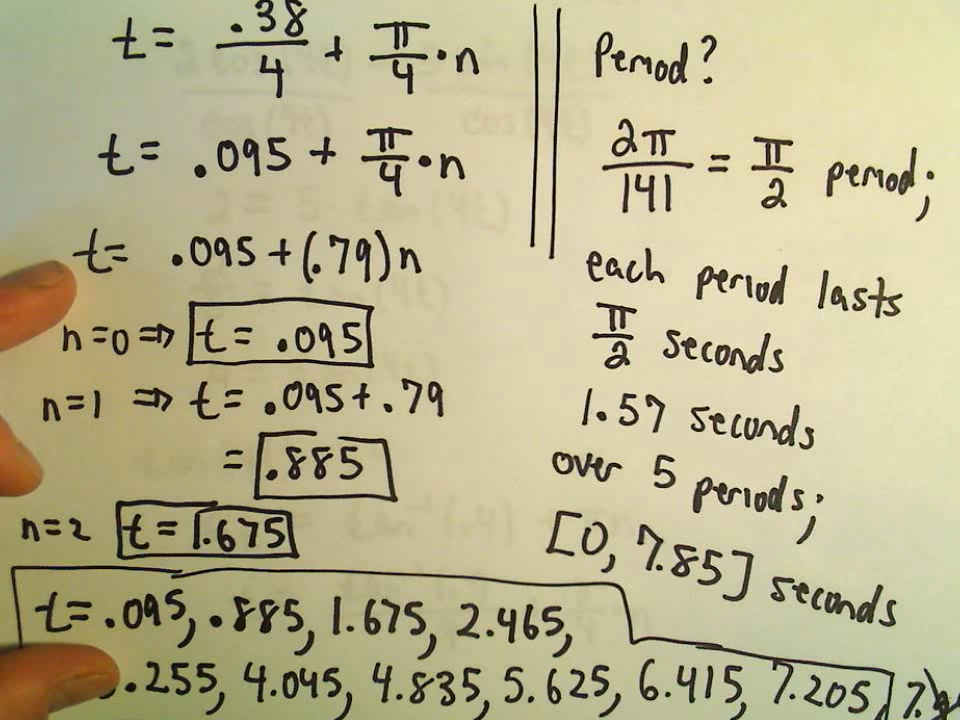 t = .38/4 + π/4 · n
t = .095 + π/4 · n
t = .095 + (.79)n
n=0 ⇒ t = .095
n=1 ⇒ t = .095 + .79
= .885
n=2 t = 1.675
t = .095, .885, 1.675, 2.465,
.255, 4.045, 4.835, 5.625, 6.415, 7.205, 7.
Period?
2π/|4| = π/2 period;
each period lasts
π/2 seconds
1.57 seconds
over 5 periods;
[0, 7.85] seconds